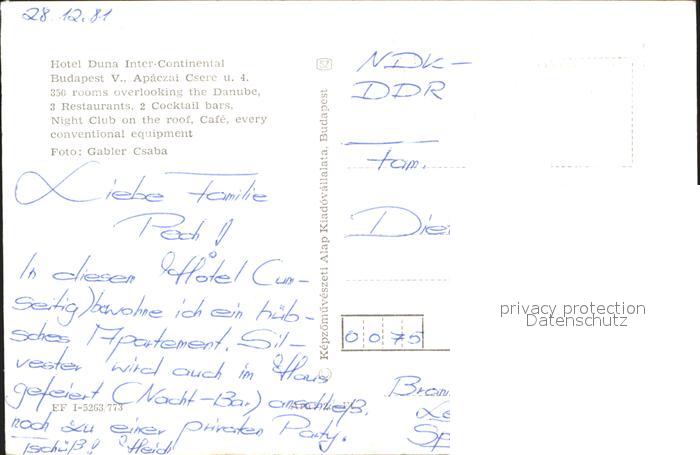 28.12.81
Hotel Duna Inter-Continental
Budapest V., Apáczai Csere u. 4.
356 rooms overlooking the Danube,
3 Restaurants, 2 Cocktail bars,
Night Club on the roof, Café, every
conventional equipment
Foto: Gabler Csaba
Liebe Familie
Pech!
In diesem Hotel (um-
seitig) bewohne ich ein hüb-
sches Apartement. Sil-
vester wird auch im Haus
gefeiert (Nacht-Bar) anschließ.
noch zu einer privaten Party.
Tschüß! Heidi
EF I-5263/773
Képzőművészeti Alap Kiadóvállalata, Budapest
NDK-
DDR
Fam.
0075
privacy protection
Datenschutz